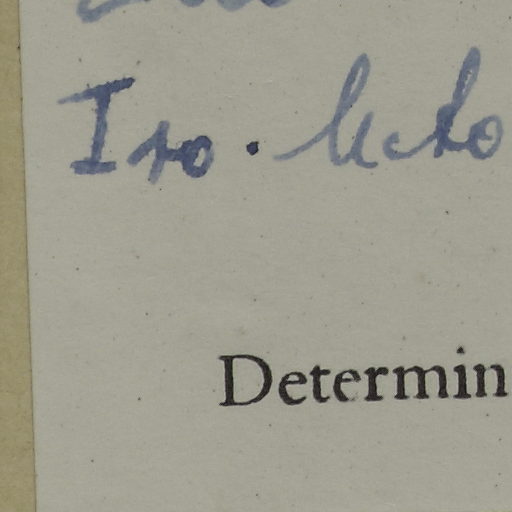 Iso. lecto
Determin